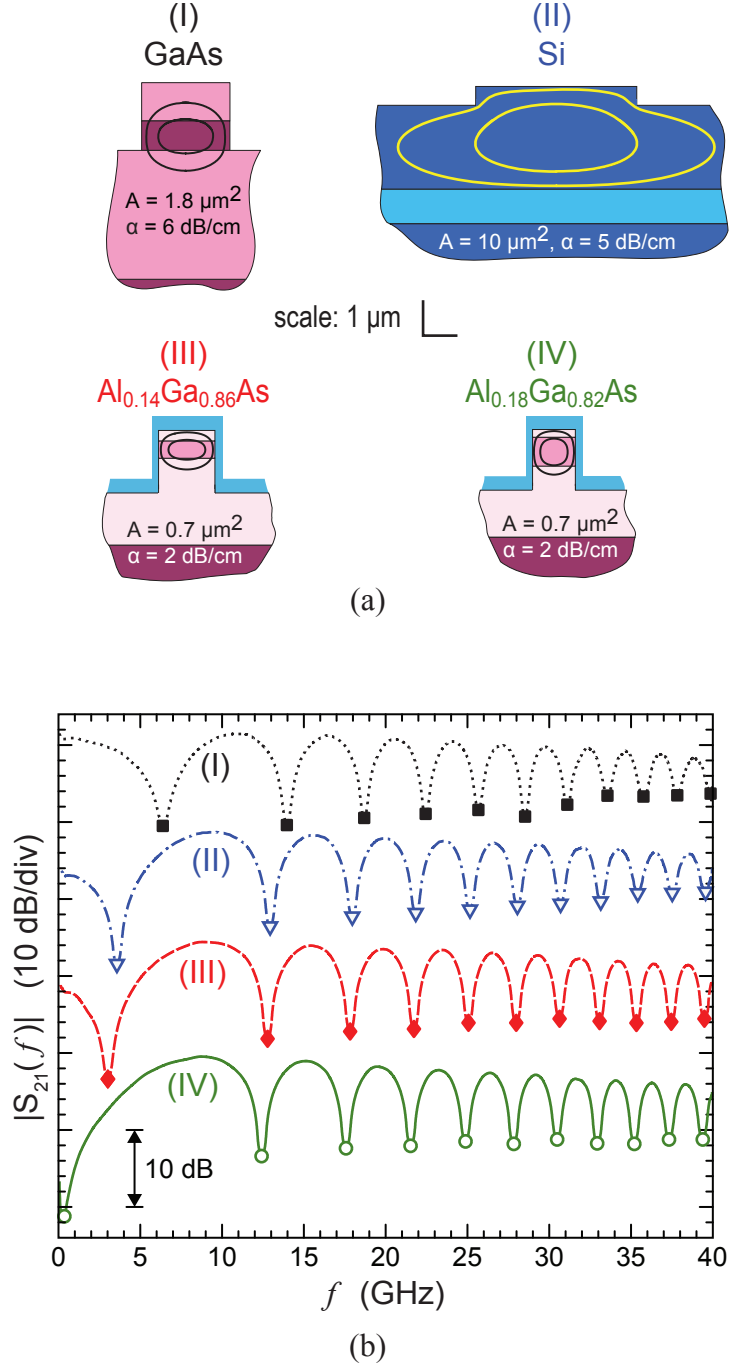 (I)
GaAs
(II)
Si
A = 1.8 μm²
α = 6 dB/cm
A = 10 μm², α = 5 dB/cm
scale: 1 μm
(III)
Al₀.₁₄Ga₀.₈₆As
(IV)
Al₀.₁₈Ga₀.₈₂As
A = 0.7 μm²
α = 2 dB/cm
A = 0.7 μm²
α = 2 dB/cm
(a)
|S₂₁(f)| (10 dB/div)
(I)
(II)
(III)
(IV)
10 dB
0 5 10 15 20 25 30 35 40
f (GHz)
(b)